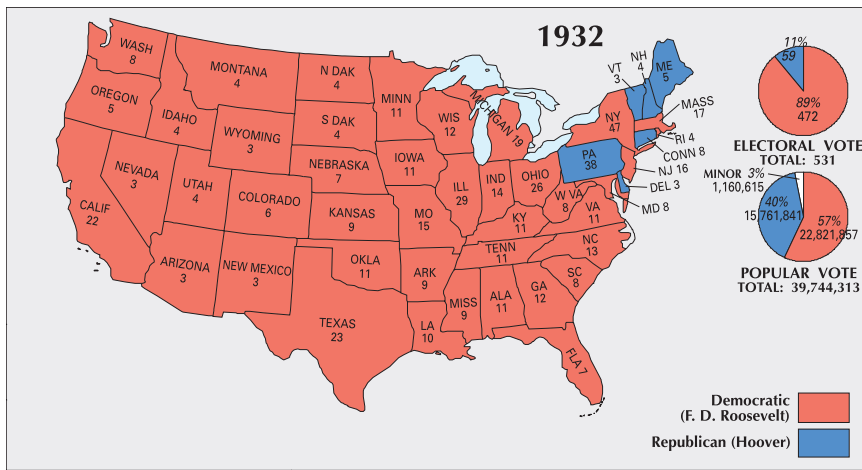 1932
WASH
8
OREGON
5
CALIF
22
NEVADA
3
IDAHO
4
MONTANA
4
WYOMING
3
UTAH
4
ARIZONA
3
COLORADO
6
NEW MEXICO
3
N DAK
4
S DAK
4
NEBRASKA
7
KANSAS
9
OKLA
11
TEXAS
23
MINN
11
IOWA
11
MO
15
ARK
9
LA
10
WIS
12
ILL
29
MICHIGAN 19
IND
14
OHIO
26
KY
11
TENN
11
MISS
9
ALA
11
GA
12
FLA 7
SC
8
NC
13
VA
11
W VA
8
PA
38
NY
47
VT
3
NH
4
ME
5
MASS
17
RI 4
CONN 8
NJ 16
DEL 3
MD 8
11%
59
89%
472
ELECTORAL VOTE
TOTAL: 531
MINOR 3%
1,160,615
40%
15,761,841
57%
22,821,857
POPULAR VOTE
TOTAL: 39,744,313
Democratic
(F. D. Roosevelt)
Republican (Hoover)